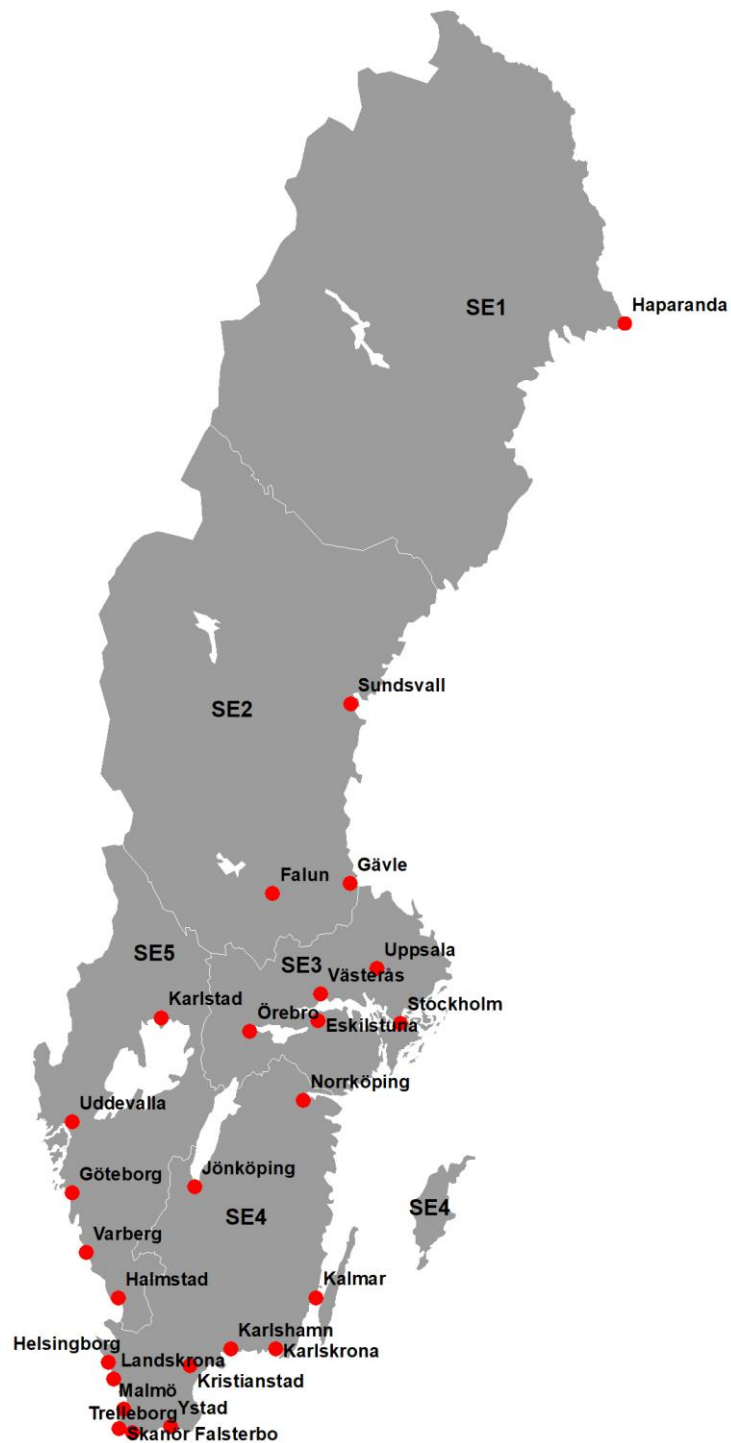 SE1
Haparanda
Sundsvall
SE2
Falun
Gävle
SE5
SE3
Uppsala
Västerås
Karlstad
Örebro
Stockholm
Eskilstuna
Norrköping
Uddevalla
Göteborg
Jönköping
SE4
SE4
Varberg
Halmstad
Kalmar
Karlshamn
Helsingborg
Karlskrona
Landskrona
Kristianstad
Malmö
Trelleborg
Ystad
Skanör Falsterbo